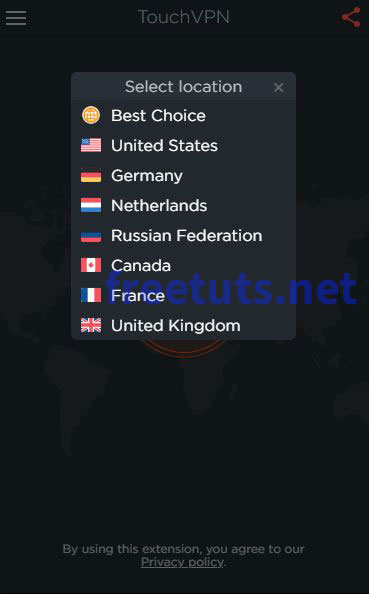 TouchVPN
Select location
Best Choice
United States
Germany
Netherlands
Russian Federation
Canada
freetuts.net
France
United Kingdom
By using this extension, you agree to our
Privacy policy.